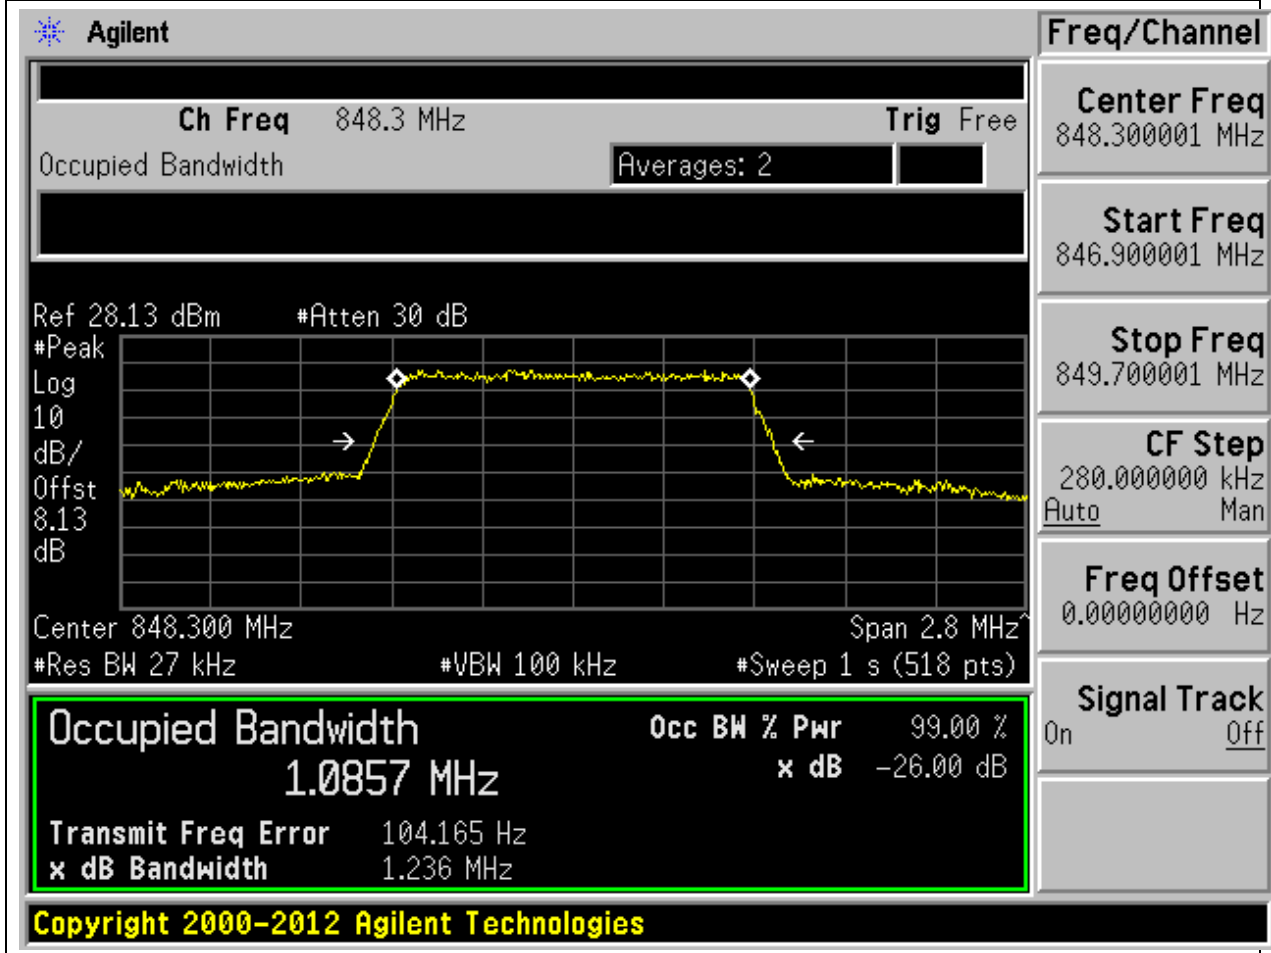 Agilent
Freq/Channel
Ch Freq 848.3 MHz Trig Free
Occupied Bandwidth Averages: 2
Center Freq
848.300001 MHz
Start Freq
846.900001 MHz
Stop Freq
849.700001 MHz
CF Step
280.000000 kHz
Auto Man
Freq Offset
0.00000000 Hz
Signal Track
On Off
Ref 28.13 dBm #Atten 30 dB
#Peak
Log
10
dB/
Offst
8.13
dB
Center 848.300 MHz Span 2.8 MHz^
#Res BW 27 kHz #VBW 100 kHz #Sweep 1 s (518 pts)
Occupied Bandwidth Occ BW % Pwr 99.00 %
1.0857 MHz x dB -26.00 dB
Transmit Freq Error 104.165 Hz
x dB Bandwidth 1.236 MHz
Copyright 2000-2012 Agilent Technologies